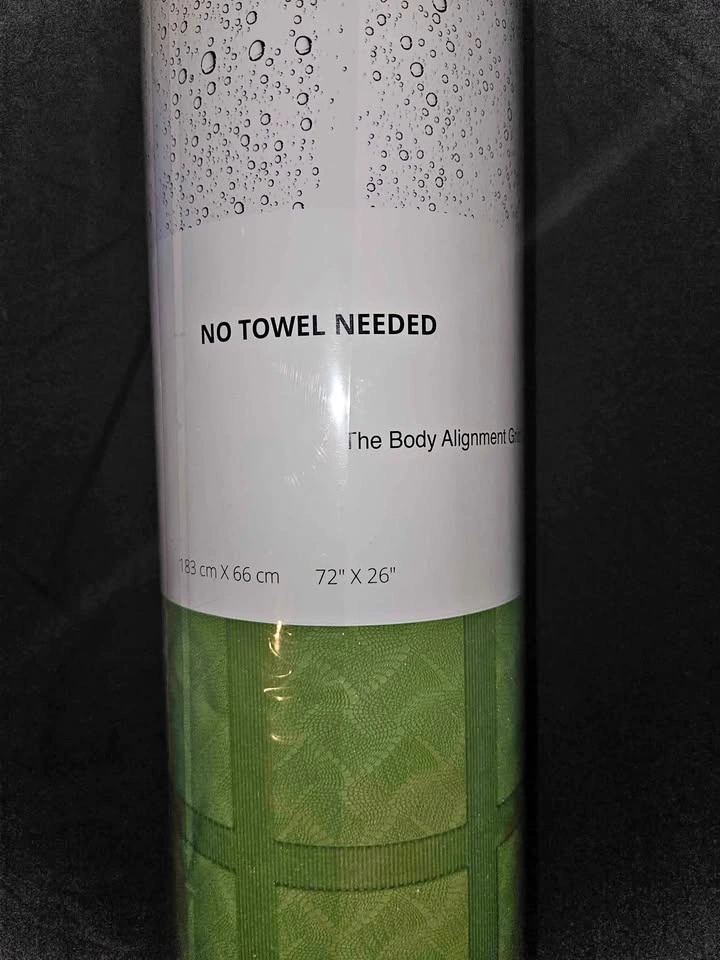 NO TOWEL NEEDED
The Body Alignment
183 cm X 66 cm 72" X 26"